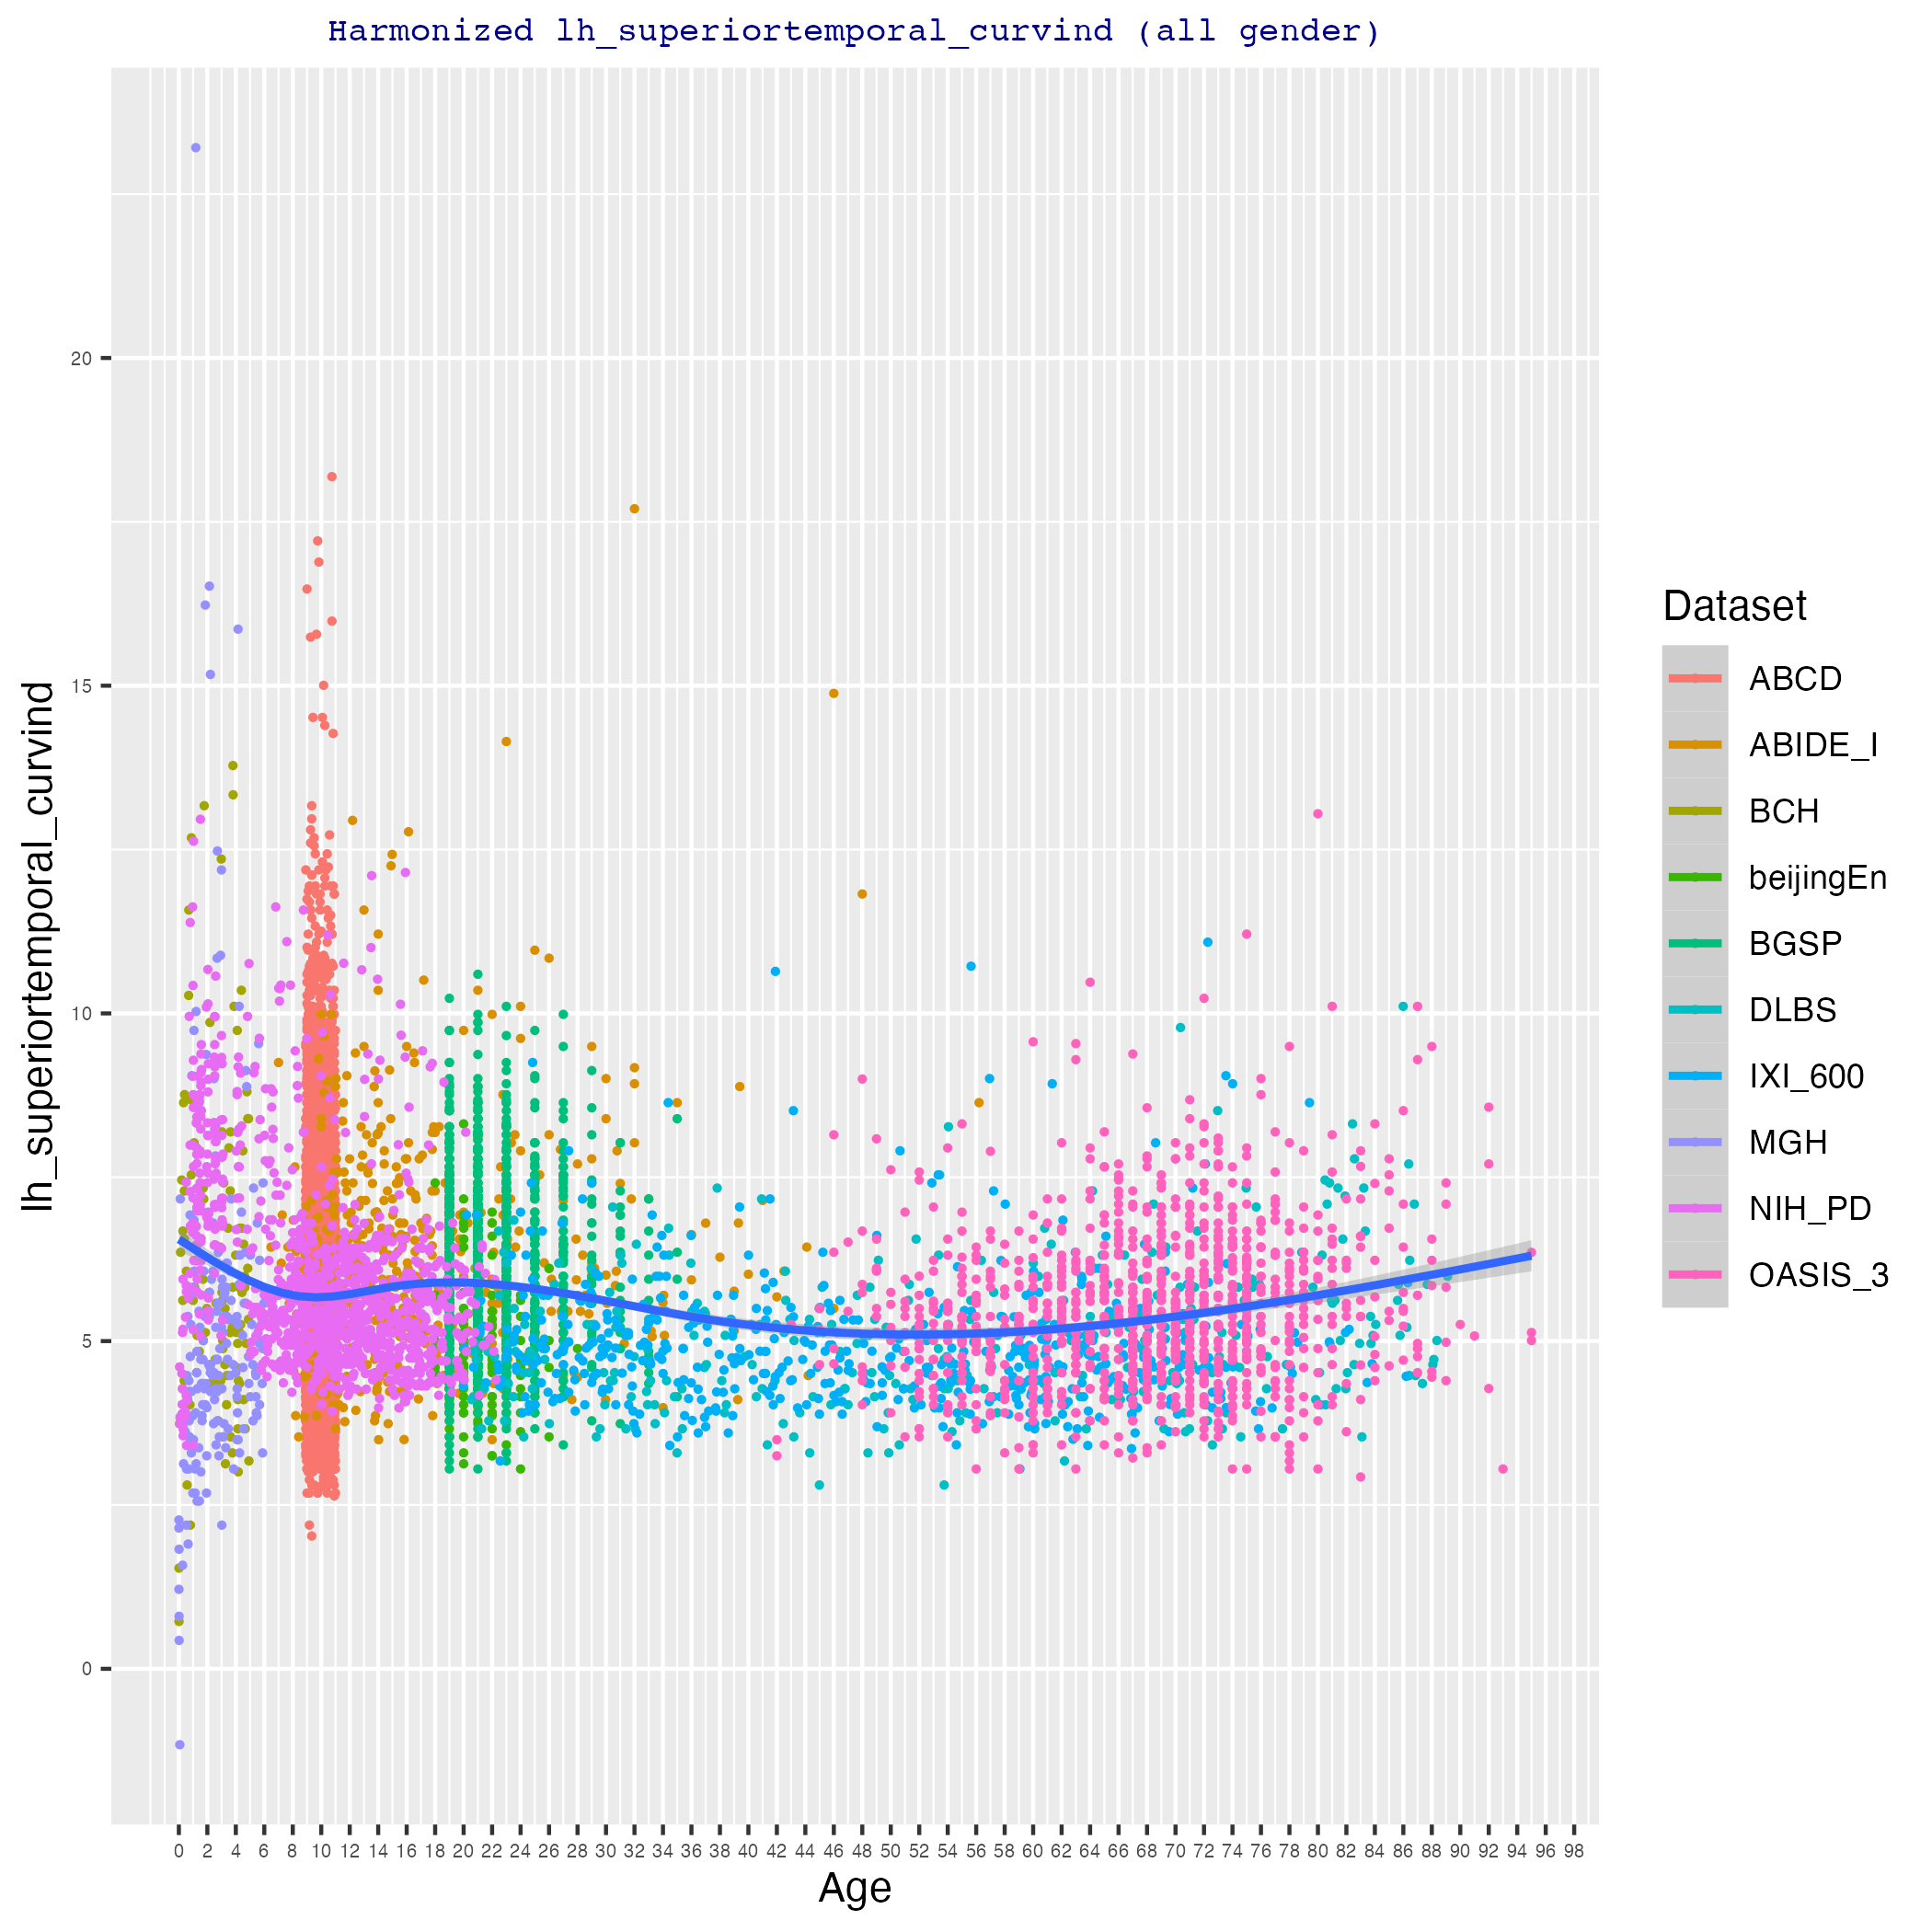 Harmonized lh_superiortemporal_curvind (all gender)
lh_superiortemporal_curvind
20
15
10
5
0
0 2 4 6 8 10 12 14 16 18 20 22 24 26 28 30 32 34 36 38 40 42 44 46 48 50 52 54 56 58 60 62 64 66 68 70 72 74 76 78 80 82 84 86 88 90 92 94 96 98
Age
Dataset
ABCD
ABIDE_I
BCH
beijingEn
BGSP
DLBS
IXI_600
MGH
NIH_PD
OASIS_3